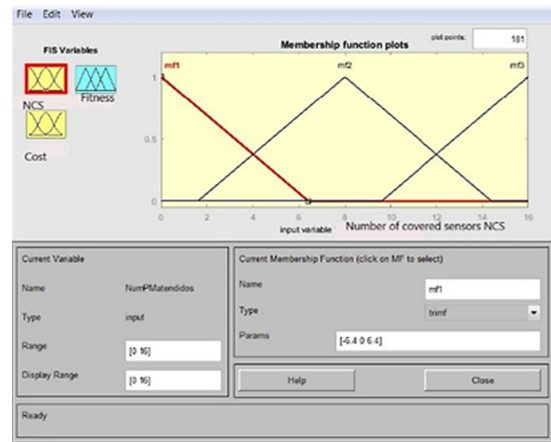 File Edit View
FIS Variables
NCS
Fitness
Cost
Membership function plots
plot points:
181
mf1
mf2
mf3
1
0.5
0
0 2 4 6 8 10 12 14 16
input variable
Number of covered sensors NCS
Current Variable
Name NumPMatendidos
Type input
Range [0 16]
Display Range [0 16]
Current Membership Function (click on MF to select)
Name mf1
Type trimf
Params [-6.4 0 6.4]
Help Close
Ready